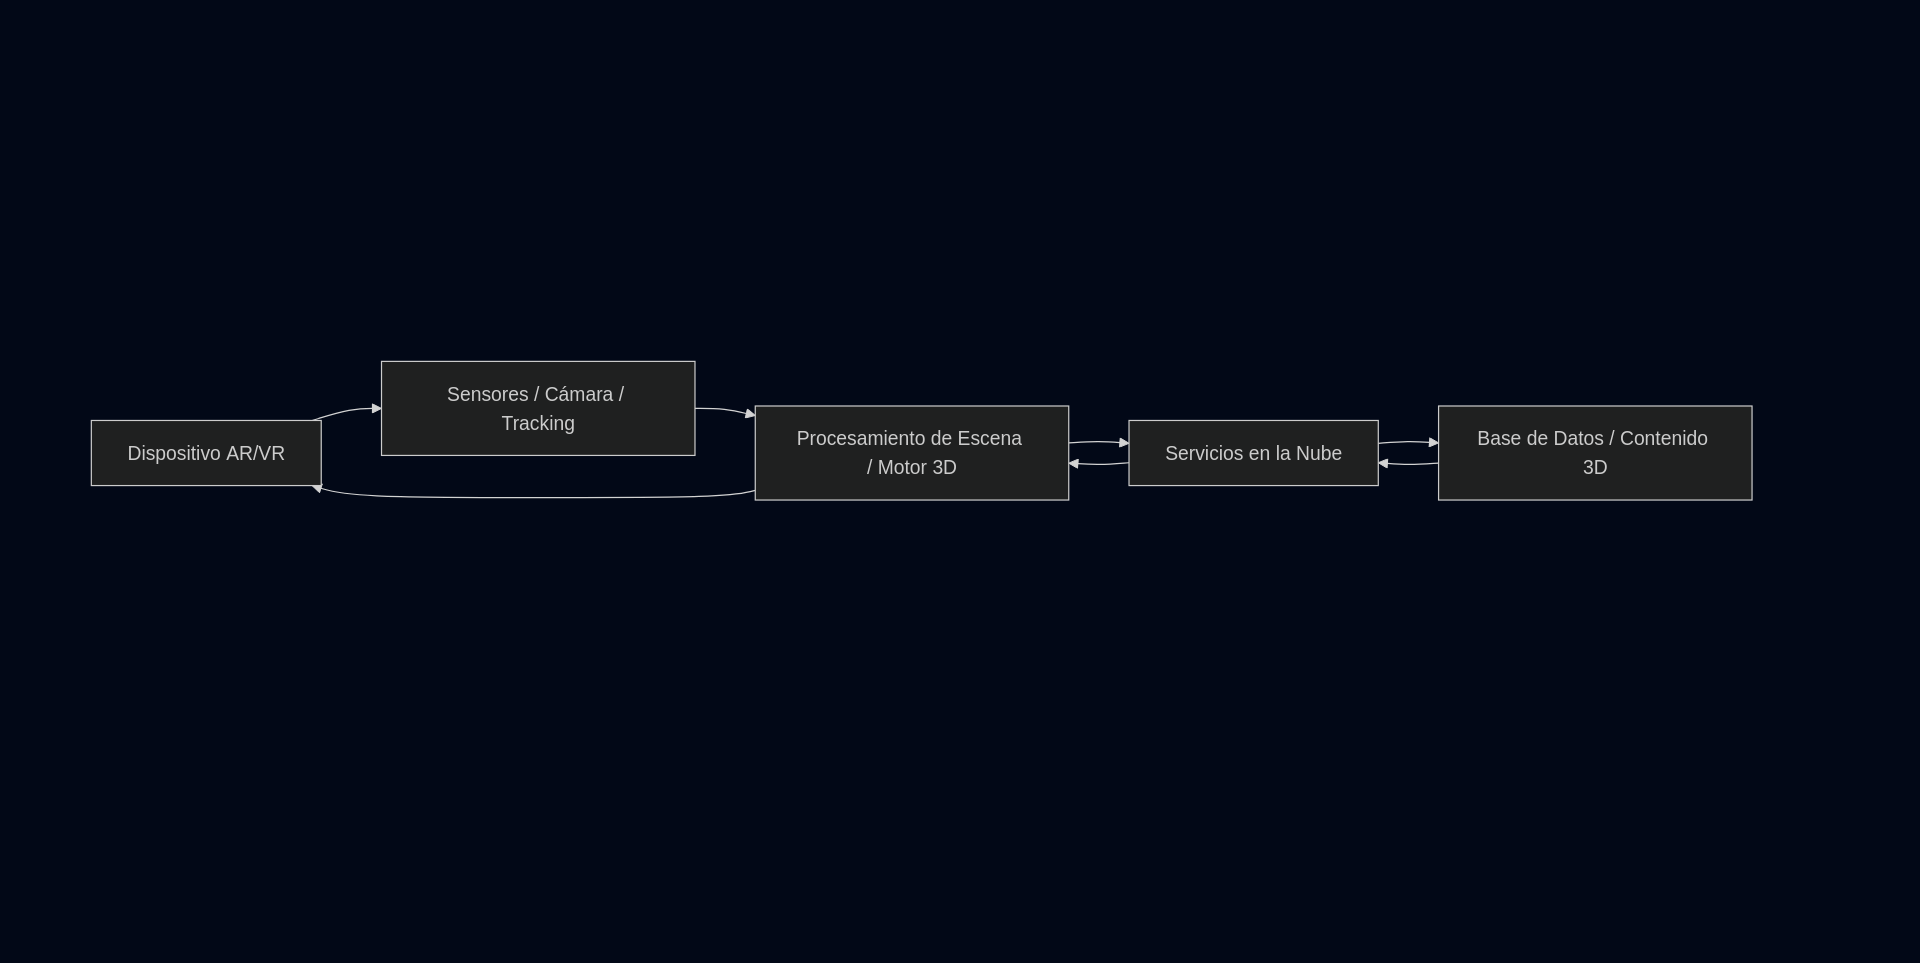 Dispositivo AR/VR
Sensores / Cámara /
Tracking
Procesamiento de Escena
/ Motor 3D
Servicios en la Nube
Base de Datos / Contenido
3D